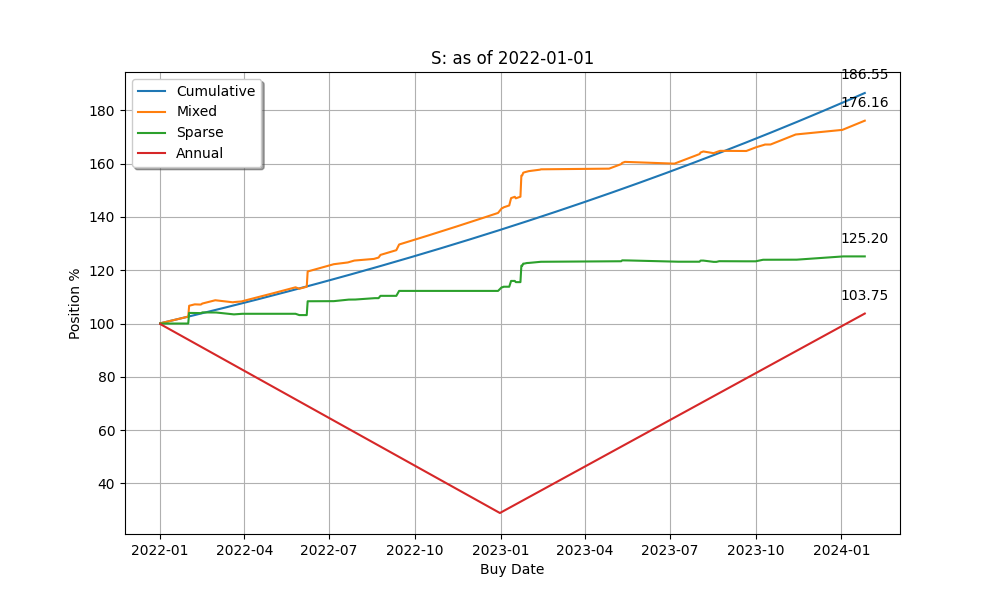 S: as of 2022-01-01
Cumulative
Mixed
Sparse
Annual
186.55
176.16
125.20
103.75
180
160
140
120
100
80
60
40
Position %
2022-01 2022-04 2022-07 2022-10 2023-01 2023-04 2023-07 2023-10 2024-01
Buy Date